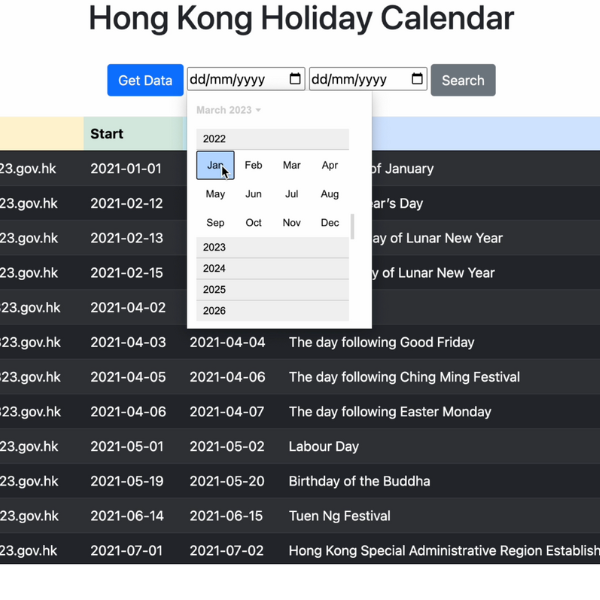 Hong Kong Holiday Calendar
Get Data dd/mm/yyyy dd/mm/yyyy Search
March 2023
Start
2022
23.gov.hk 2021-01-01 of January
Jan Feb Mar Apr
May Jun Jul Aug
23.gov.hk 2021-02-12 ear's Day
Sep Oct Nov Dec
23.gov.hk 2021-02-13 ay of Lunar New Year
2023
2024
23.gov.hk 2021-02-15 y of Lunar New Year
2025
23.gov.hk 2021-04-02
2026
23.gov.hk 2021-04-03 2021-04-04 The day following Good Friday
23.gov.hk 2021-04-05 2021-04-06 The day following Ching Ming Festival
23.gov.hk 2021-04-06 2021-04-07 The day following Easter Monday
23.gov.hk 2021-05-01 2021-05-02 Labour Day
23.gov.hk 2021-05-19 2021-05-20 Birthday of the Buddha
23.gov.hk 2021-06-14 2021-06-15 Tuen Ng Festival
23.gov.hk 2021-07-01 2021-07-02 Hong Kong Special Administrative Region Establish